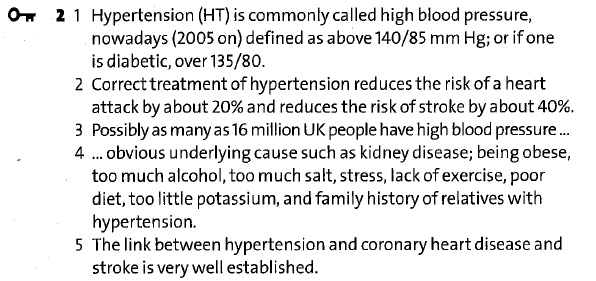 2 1 Hypertension (HT) is commonly called high blood pressure,
nowadays (2005 on) defined as above 140/85 mm Hg; or if one
is diabetic, over 135/80.
2 Correct treatment of hypertension reduces the risk of a heart
attack by about 20% and reduces the risk of stroke by about 40%.
3 Possibly as many as 16 million UK people have high blood pressure ...
4 ... obvious underlying cause such as kidney disease; being obese,
too much alcohol, too much salt, stress, lack of exercise, poor
diet, too little potassium, and family history of relatives with
hypertension.
5 The link between hypertension and coronary heart disease and
stroke is very well established.